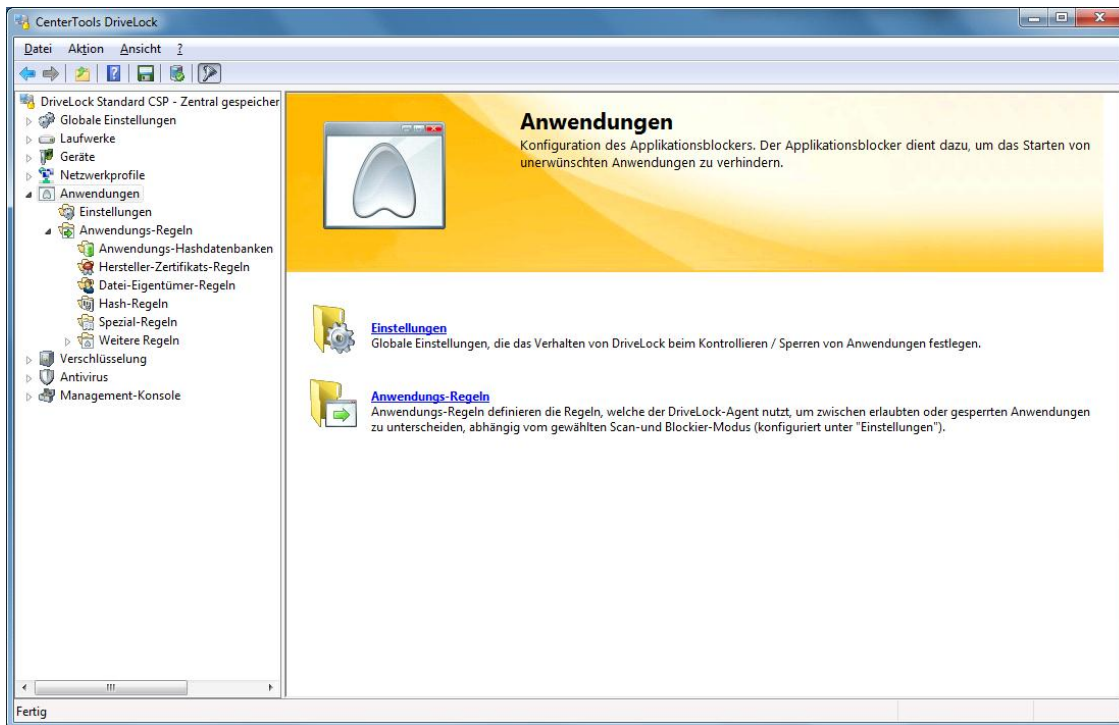 CenterTools DriveLock
Datei Aktion Ansicht ?
DriveLock Standard CSP - Zentral gespeicher
Globale Einstellungen
Laufwerke
Geräte
Netzwerkprofile
Anwendungen
Einstellungen
Anwendungs-Regeln
Anwendungs-Hashdatenbanken
Hersteller-Zertifikats-Regeln
Datei-Eigentümer-Regeln
Hash-Regeln
Spezial-Regeln
Weitere Regeln
Verschlüsselung
Antivirus
Management-Konsole
Anwendungen
Konfiguration des Applikationsblockers. Der Applikationsblocker dient dazu, um das Starten von
unerwünschten Anwendungen zu verhindern.
Einstellungen
Globale Einstellungen, die das Verhalten von DriveLock beim Kontrollieren / Sperren von Anwendungen festlegen.
Anwendungs-Regeln
Anwendungs-Regeln definieren die Regeln, welche der DriveLock-Agent nutzt, um zwischen erlaubten oder gesperrten Anwendungen
zu unterscheiden, abhängig vom gewählten Scan-und Blockier-Modus (konfiguriert unter "Einstellungen").
Fertig